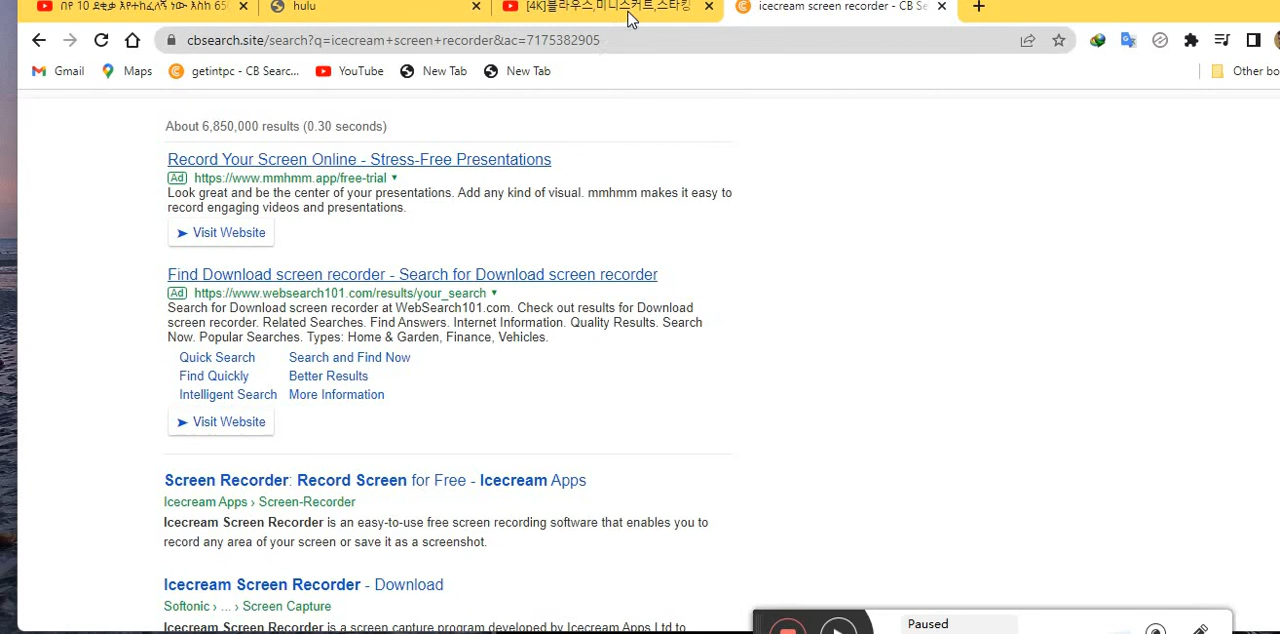 በየ 10 ደቂቃ እየተከፈለኝ ነው እስከ 65 hulu [4K]블라우스,미니스커트,스타킹 icecream screen recorder - CB Se
cbsearch.site/search?q=icecream+screen+recorder&ac=7175382905
Gmail Maps getintpc - CB Searc... YouTube New Tab New Tab Other bo
About 6,850,000 results (0.30 seconds)
Record Your Screen Online - Stress-Free Presentations
Ad https://www.mmhmm.app/free-trial
Look great and be the center of your presentations. Add any kind of visual. mmhmm makes it easy to
record engaging videos and presentations.
Visit Website
Find Download screen recorder - Search for Download screen recorder
Ad https://www.websearch101.com/results/your_search
Search for Download screen recorder at WebSearch101.com. Check out results for Download
screen recorder. Related Searches. Find Answers. Internet Information. Quality Results. Search
Now. Popular Searches. Types: Home & Garden, Finance, Vehicles.
Quick Search Search and Find Now
Find Quickly Better Results
Intelligent Search More Information
Visit Website
Screen Recorder: Record Screen for Free - Icecream Apps
Icecream Apps › Screen-Recorder
Icecream Screen Recorder is an easy-to-use free screen recording software that enables you to
record any area of your screen or save it as a screenshot.
Icecream Screen Recorder - Download
Softonic › ... › Screen Capture
Icecream Screen Recorder is a screen capture program developed by Icecream Apps Ltd to
Paused